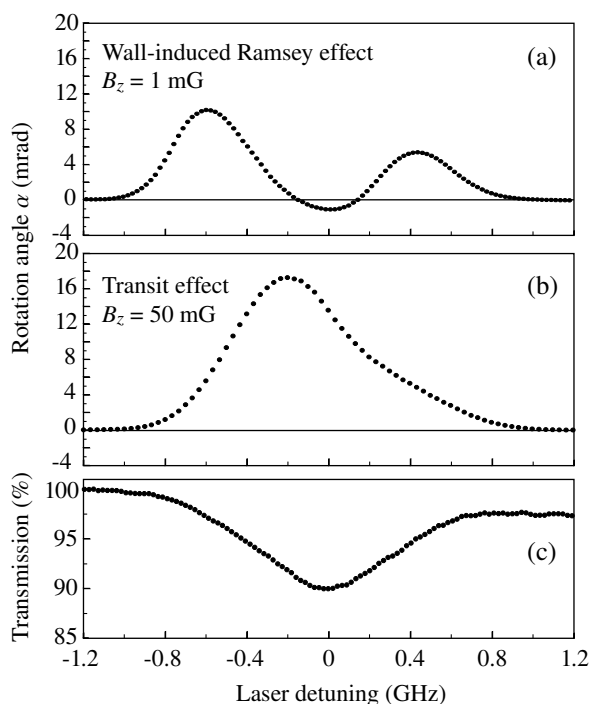 20
16
12
8
4
0
-4
Wall-induced Ramsey effect
B_z = 1 mG
(a)
20
16
12
8
4
0
-4
Transit effect
B_z = 50 mG
(b)
Rotation angle α (mrad)
100
95
90
85
(c)
Transmission (%)
-1.2 -0.8 -0.4 0 0.4 0.8 1.2
Laser detuning (GHz)